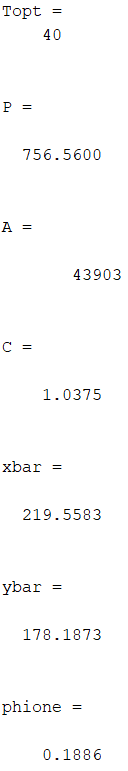 Topt =
40
P =
756.5600
A =
43903
C =
1.0375
xbar =
219.5583
ybar =
178.1873
phione =
0.1886